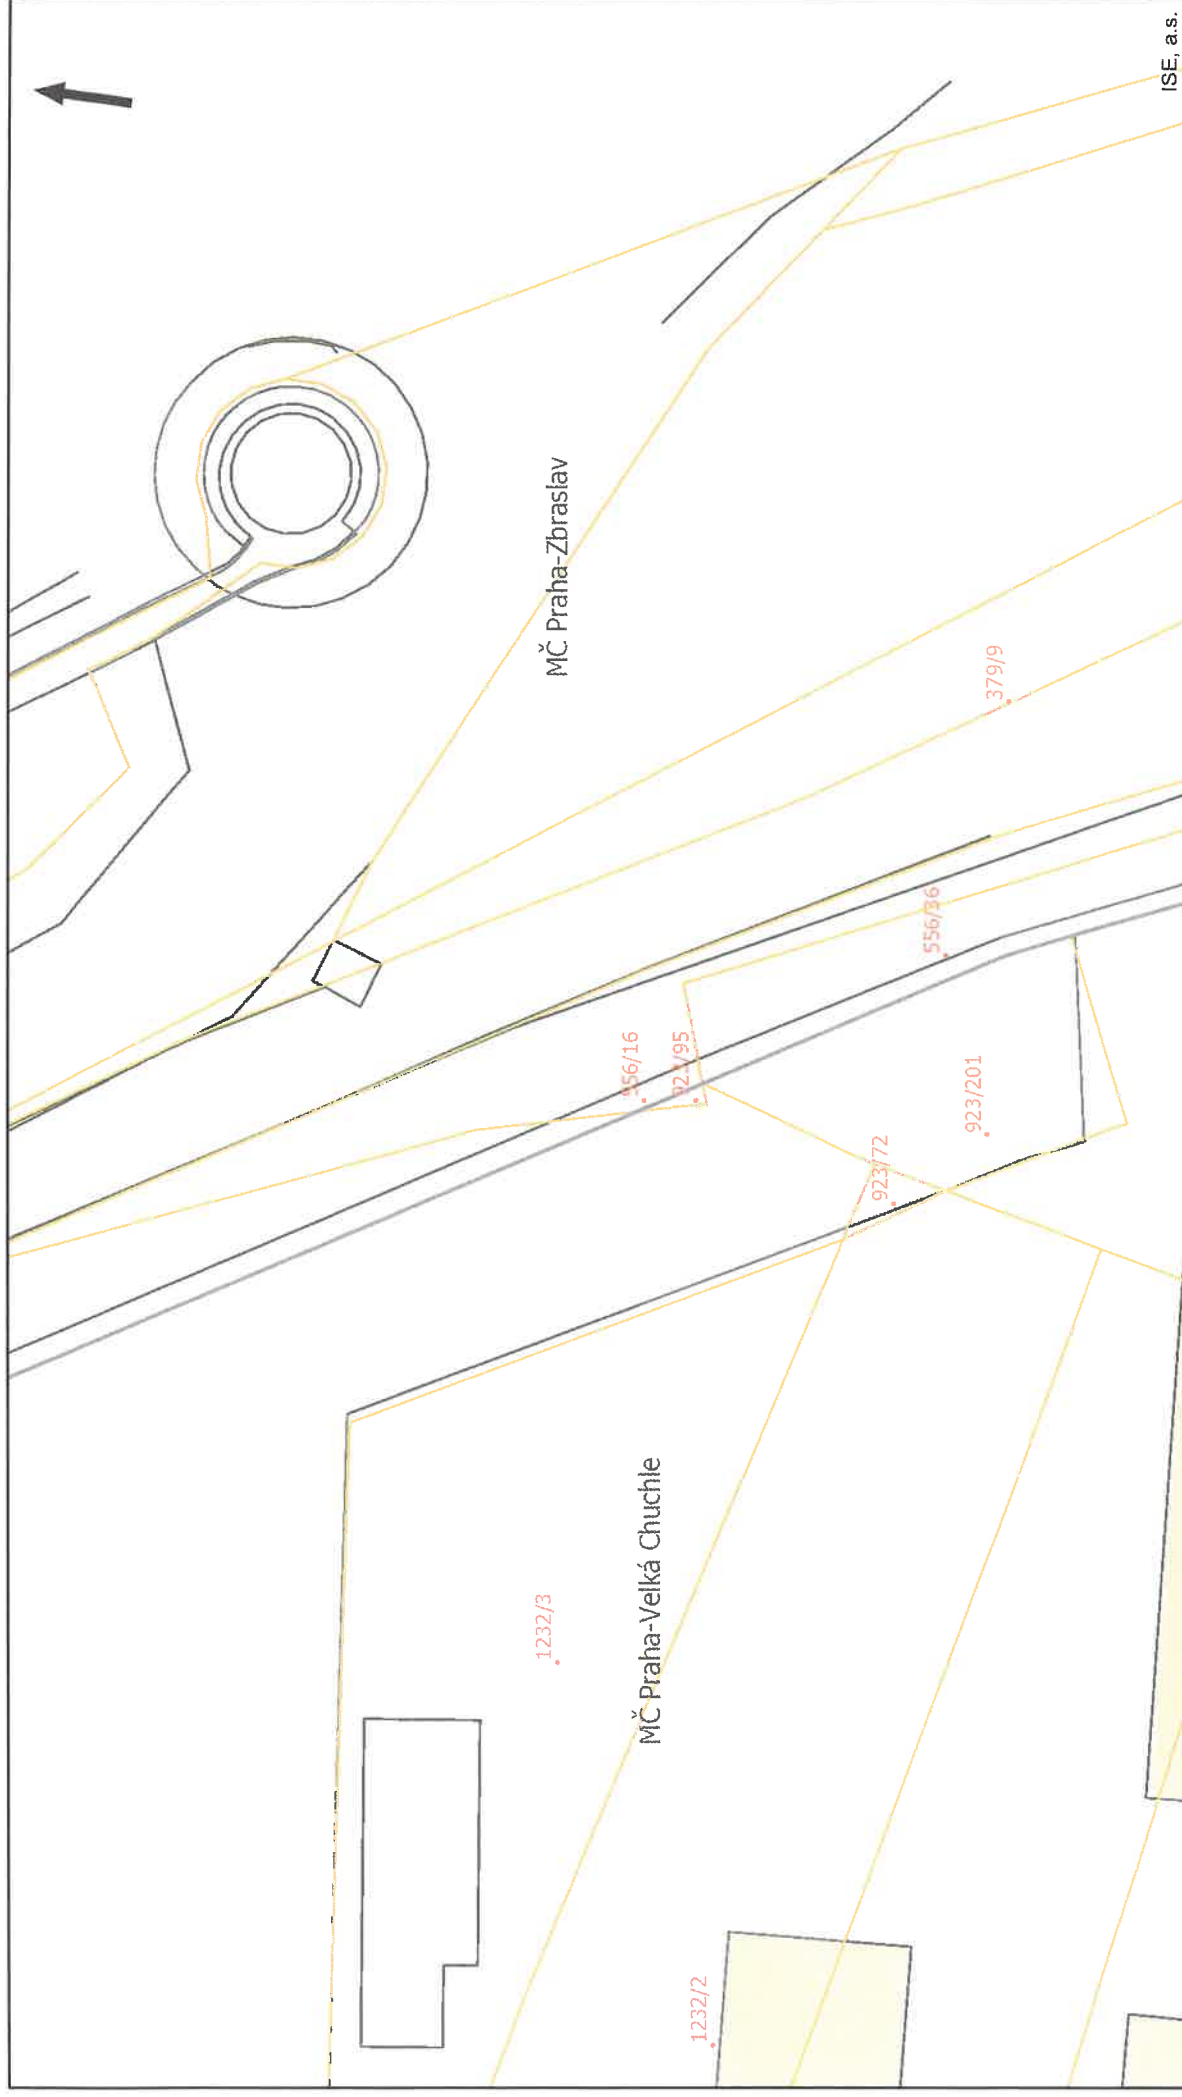 ISE, a.s.
MČ Praha-Zbraslav
379/9
556/36
556/16
923/95
923/201
923/72
MČ Praha-Velká Chuchle
1232/3
1232/2